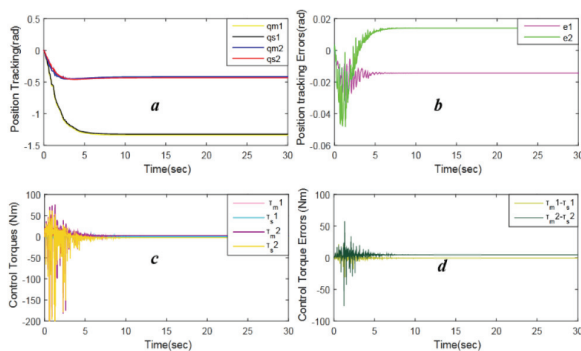 0.5
0
-0.5
-1
-1.5
Position Tracking(rad)
qm1
qs1
qm2
qs2
a
0 5 10 15 20 25 30
Time(sec)
0.02
0
-0.02
-0.04
-0.06
Position tracking Errors(rad)
e1
e2
b
0 5 10 15 20 25 30
Time(sec)
100
50
0
-50
-100
-150
-200
Control Torques (Nm)
τm1
τs1
τm2
τs2
c
0 5 10 15 20 25 30
Time(sec)
100
50
0
-50
-100
Control Torque Errors (Nm)
τm1-τs1
τm2-τs2
d
0 5 10 15 20 25 30
Time(sec)